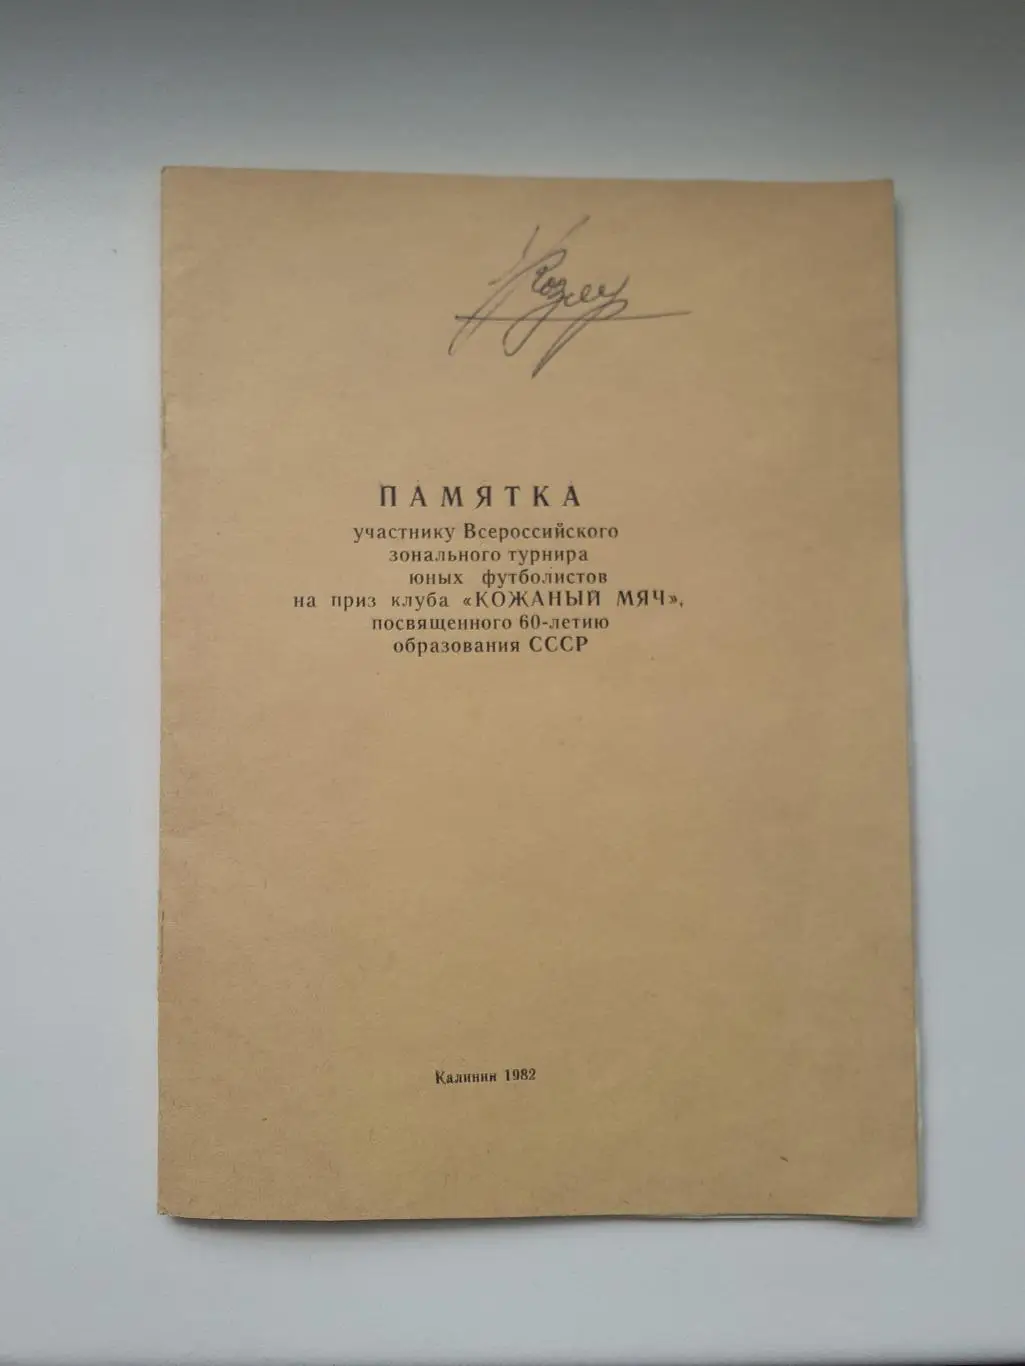 ПАМЯТКА
участнику Всероссийского
зонального турнира
юных футболистов
на приз клуба «КОЖАНЫЙ МЯЧ»,
посвященного 60-летию
образования СССР
Калинин 1982